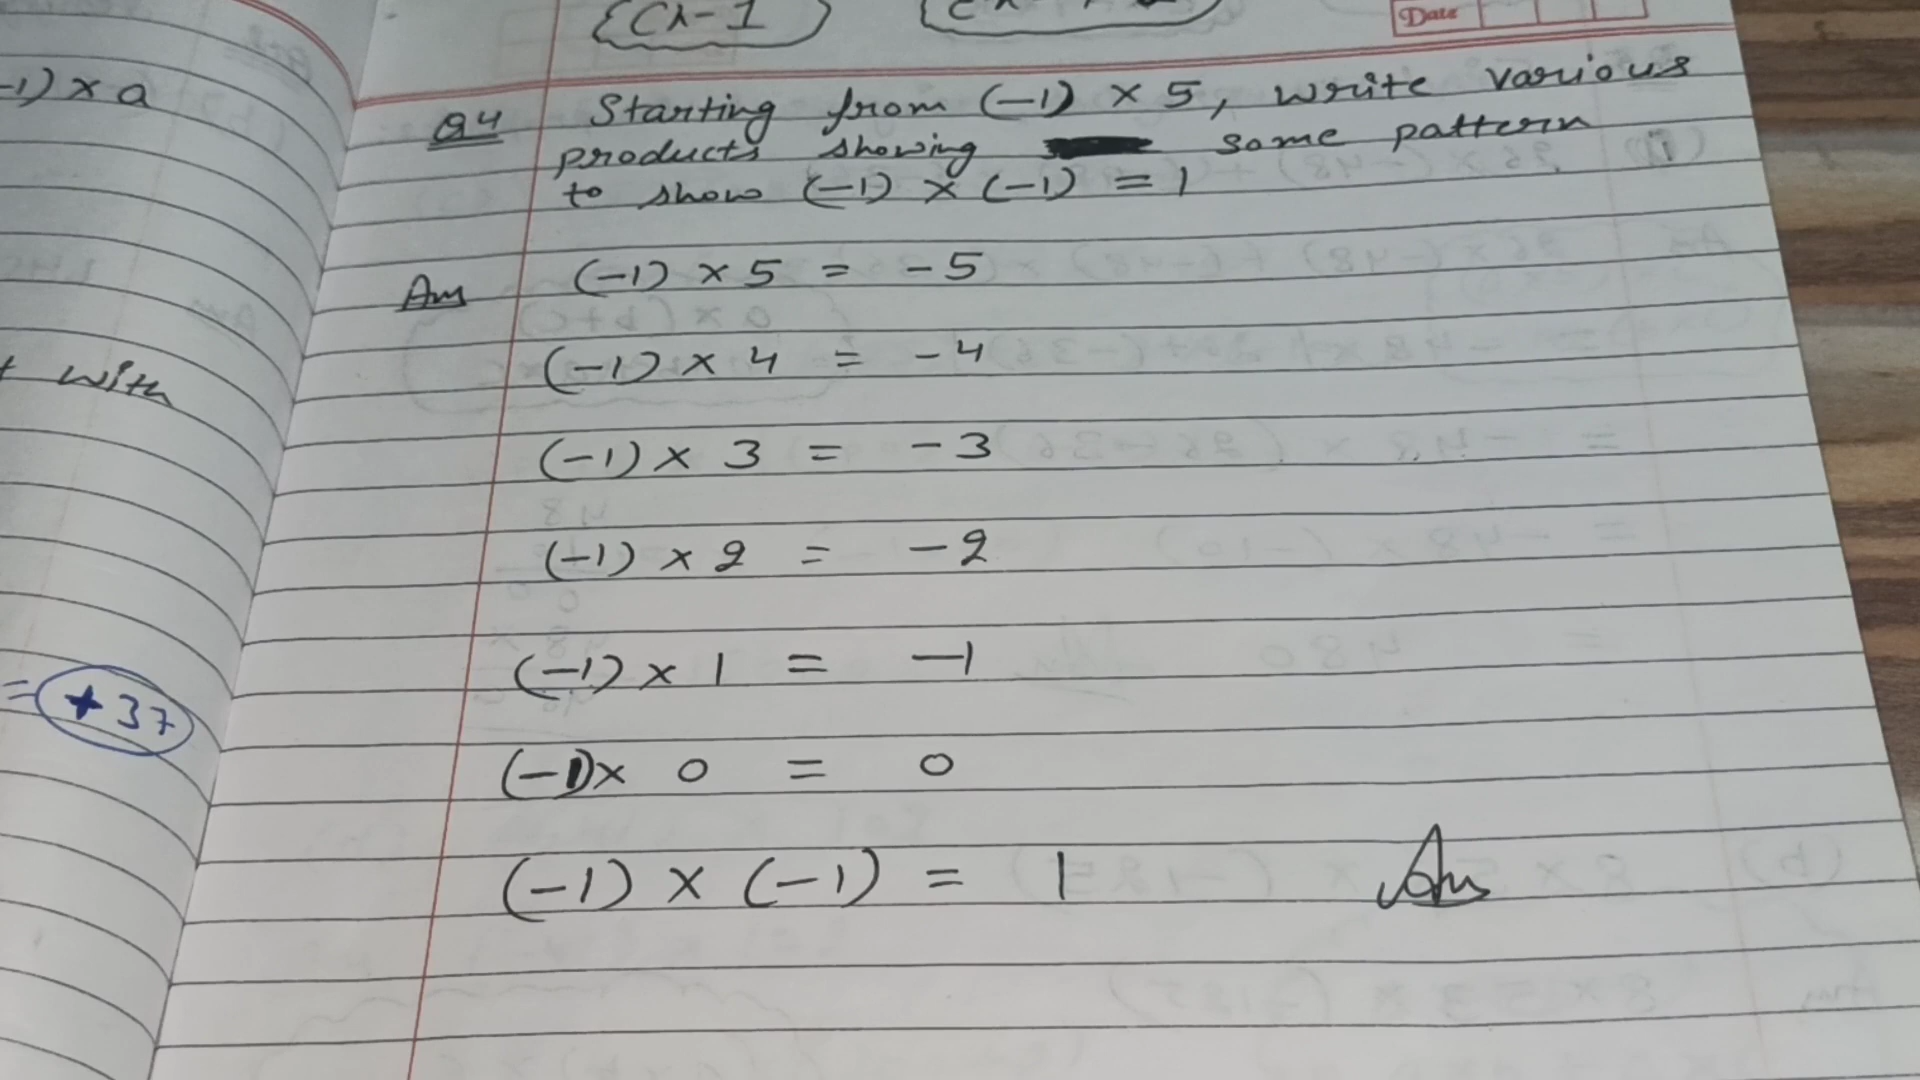 -1) × a
t with
= +37
Date
Q4 Starting from (-1) × 5, write various
products showing some pattern
to show (-1) × (-1) = 1
Ans (-1) × 5 = -5
(-1) × 4 = -4
(-1) × 3 = -3
(-1) × 2 = -2
(-1) × 1 = -1
(-1) × 0 = 0
(-1) × (-1) = 1 Ans